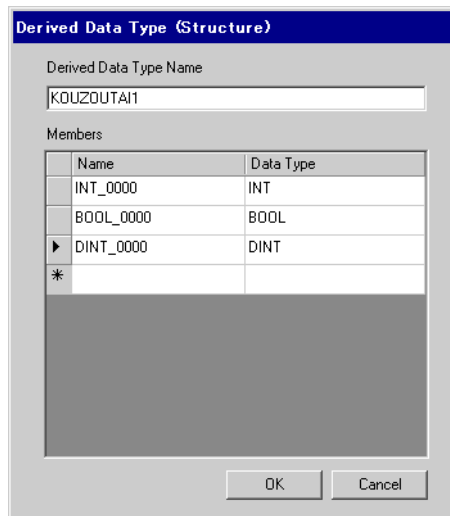 Derived Data Type (Structure)
Derived Data Type Name
KOUZOUTAI1
Members
Name Data Type
INT_0000 INT
BOOL_0000 BOOL
DINT_0000 DINT
OK Cancel